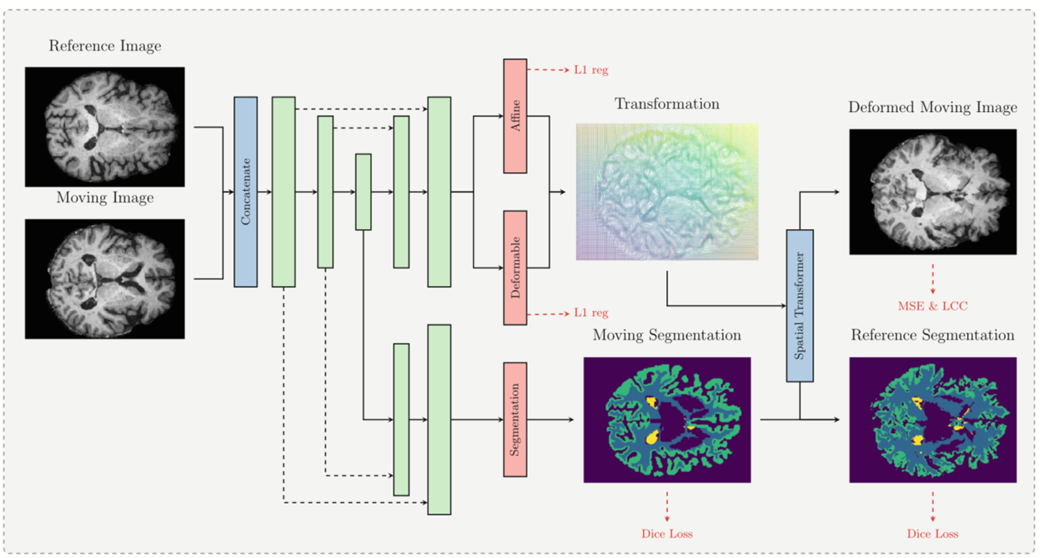 Reference Image
Moving Image
Concatenate
Affine
L1 reg
Deformable
L1 reg
Segmentation
Transformation
Moving Segmentation
Dice Loss
Spatial Transformer
Deformed Moving Image
MSE & LCC
Reference Segmentation
Dice Loss